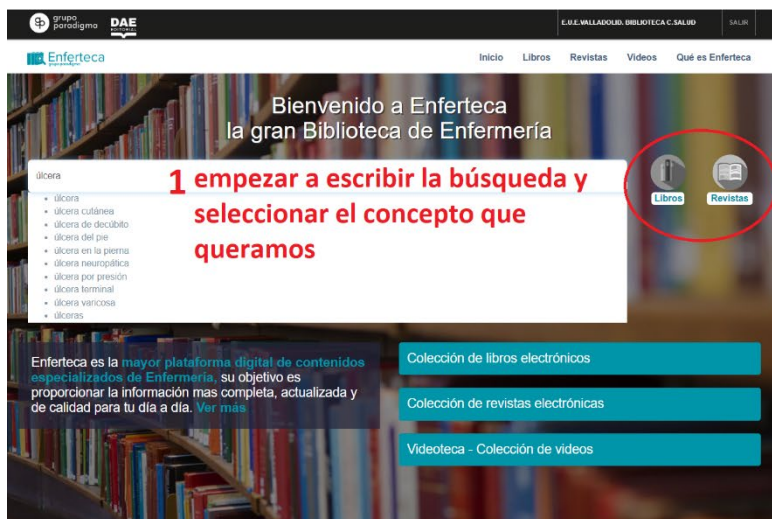 grupo paradigma
DAE
EDITORIAL
E.U.E.VALLADOLID. BIBLIOTECA C.SALUD
SALIR
Enferteca
grupo paradigma
Inicio
Libros
Revistas
Videos
Qué es Enferteca
Bienvenido a Enferteca
la gran Biblioteca de Enfermería
úlcera
1 empezar a escribir la búsqueda y
seleccionar el concepto que
queramos
Libros
Revistas
úlcera
úlcera cutánea
úlcera de decúbito
úlcera del pie
úlcera en la pierna
úlcera neuropática
úlcera por presión
úlcera terminal
úlcera varicosa
úlceras
Enferteca es la mayor plataforma digital de contenidos
especializados de Enfermería, su objetivo es
proporcionar la información mas completa, actualizada y
de calidad para tu día a día. Ver más
Colección de libros electrónicos
Colección de revistas electrónicas
Videoteca - Colección de videos